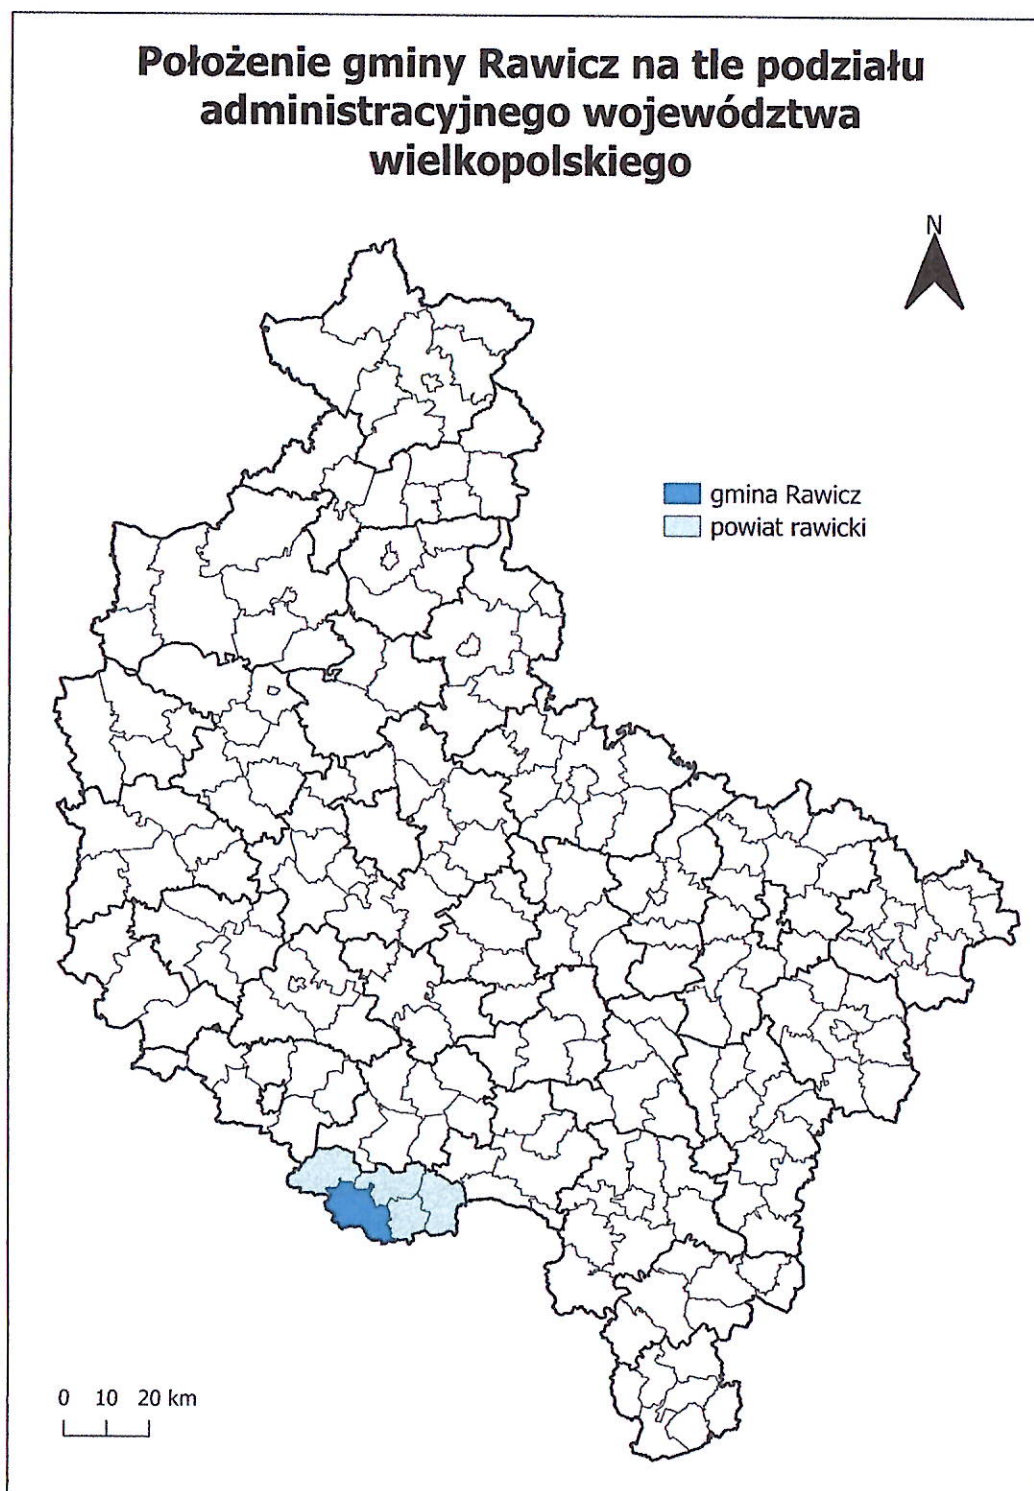 Położenie gminy Rawicz na tle podziału
administracyjnego województwa
wielkopolskiego
N
gmina Rawicz
powiat rawicki
0 10 20 km